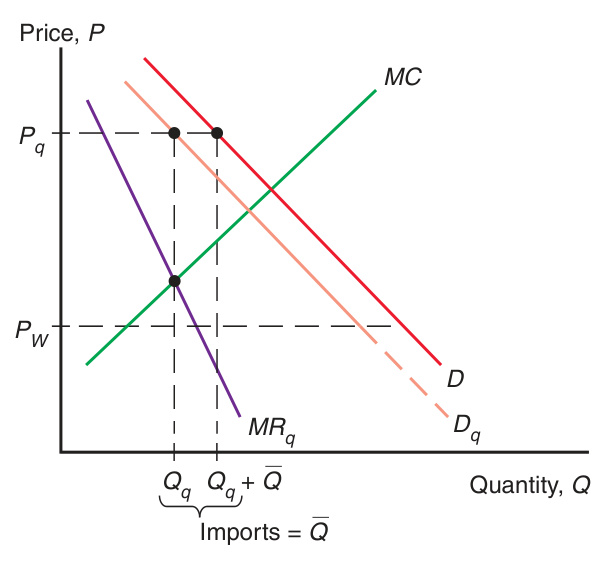 Price, P
MC
P_q
P_W
D
D_q
MR_q
Q_q Q_q + Q̅
Quantity, Q
Imports = Q̅